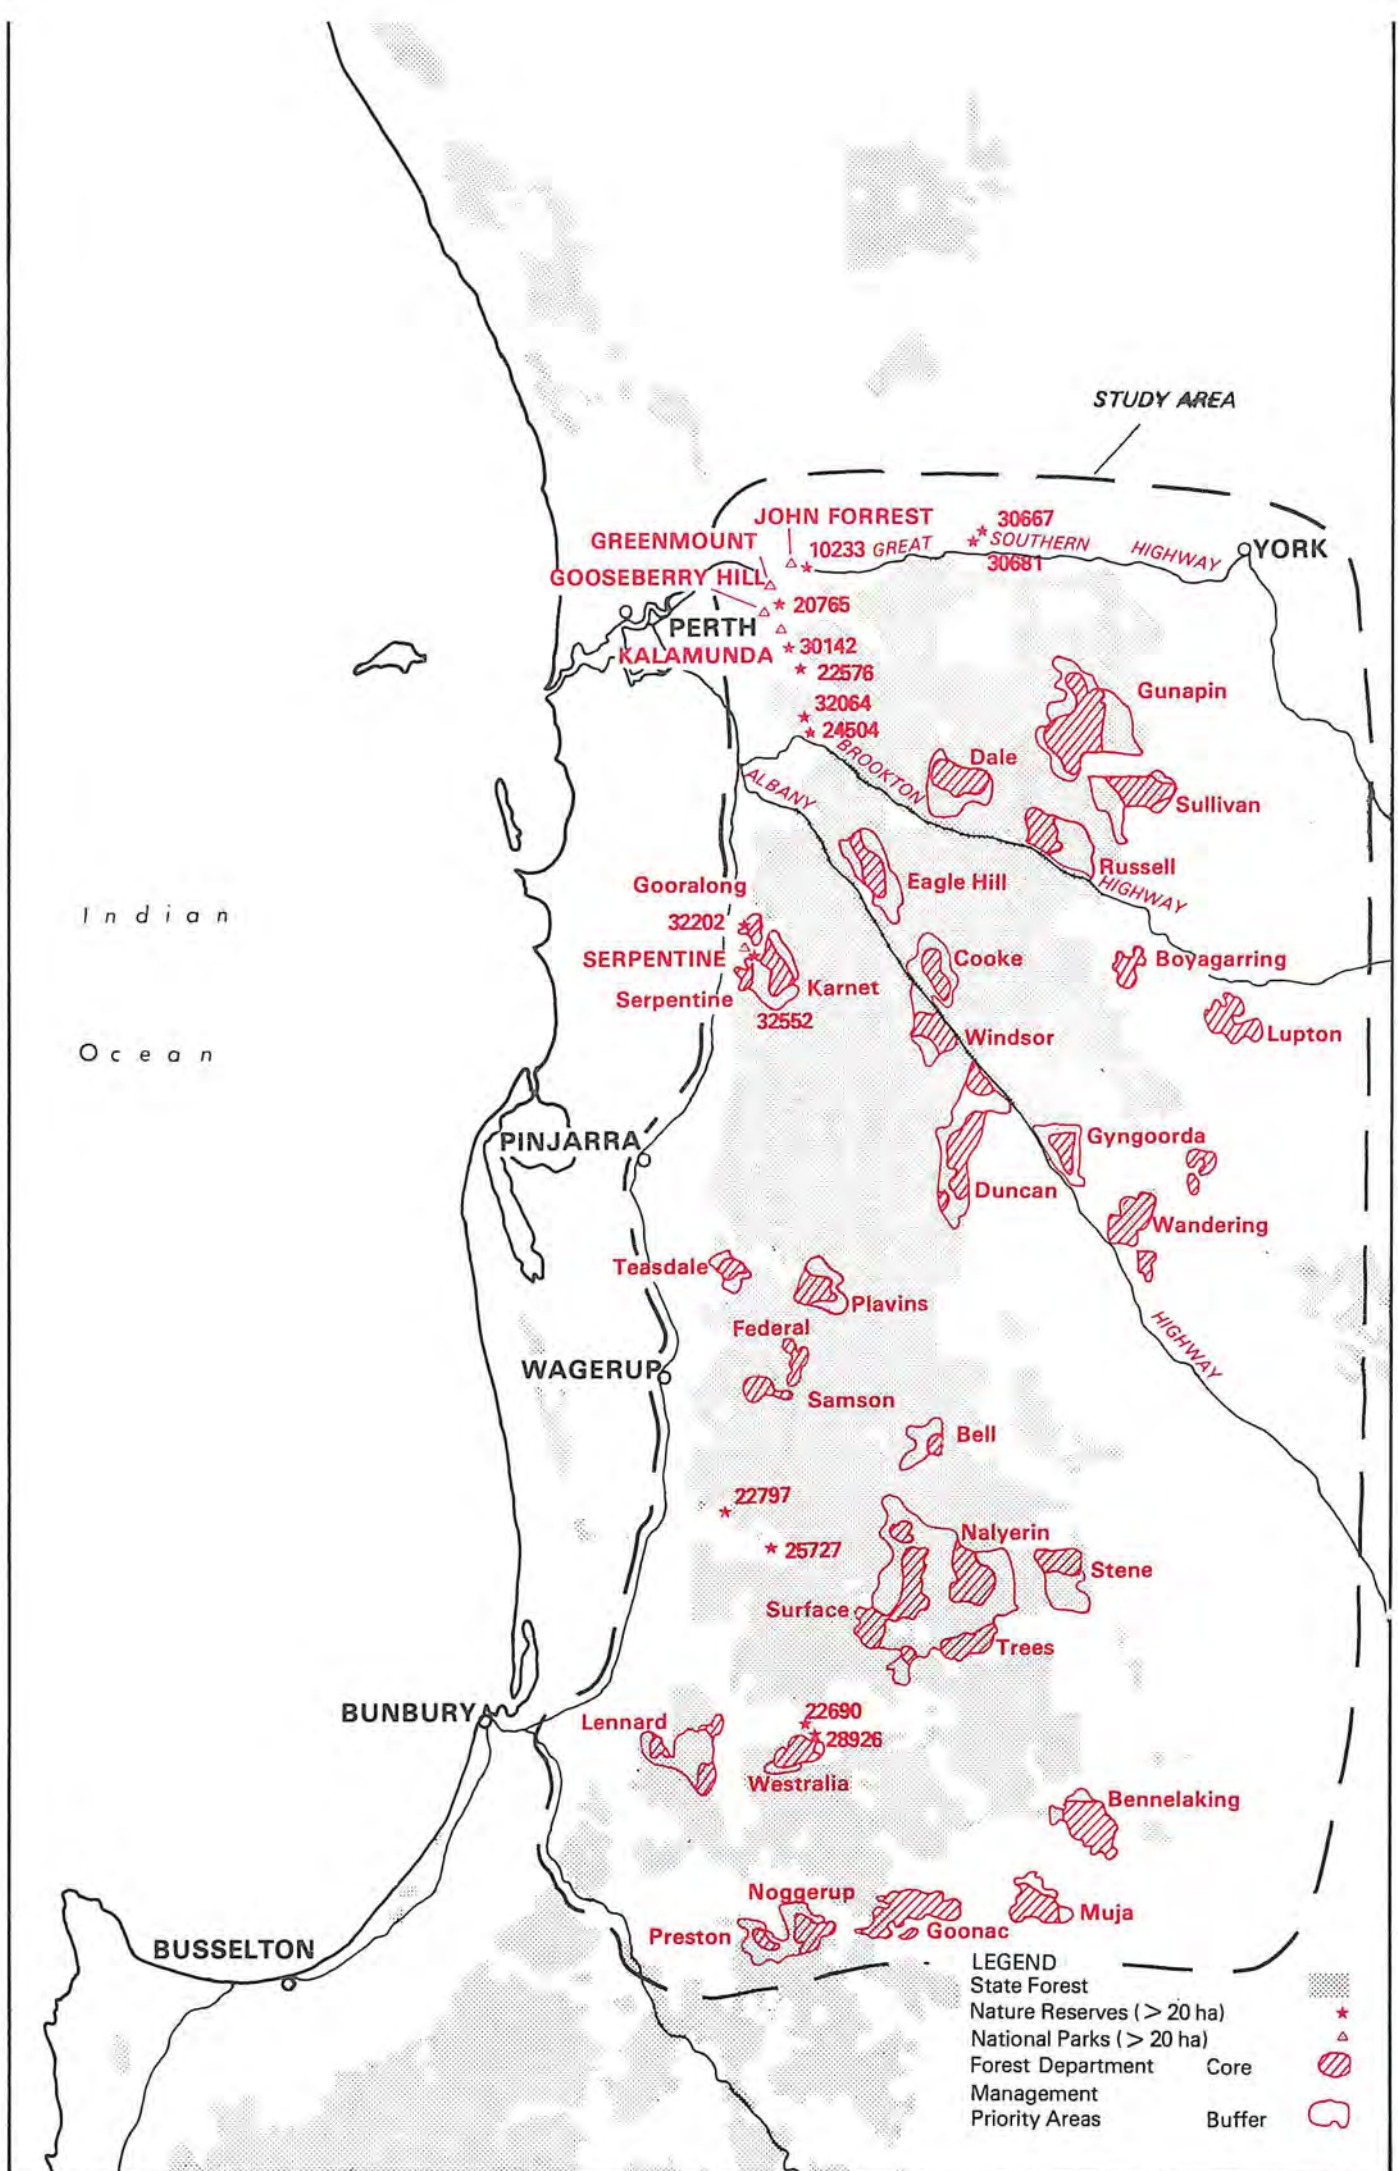 STUDY AREA
JOHN FORREST
30667
GREENMOUNT
10233 GREAT
SOUTHERN
HIGHWAY
YORK
30681
GOOSEBERRY HILL
20765
PERTH
30142
KALAMUNDA
22576
Gunapin
32064
24504
BROOKTON
Dale
ALBANY
Sullivan
Russell
Eagle Hill
HIGHWAY
Gooralong
Indian
32202
SERPENTINE
Cooke
Boyagarring
Karnet
Serpentine
32552
Windsor
Lupton
Ocean
PINJARRA
Gyngoorda
Duncan
Wandering
Teasdale
Plavins
Federal
HIGHWAY
WAGERUP
Samson
Bell
22797
Nalyerin
25727
Stene
Surface
Trees
BUNBURY
22690
Lennard
28926
Westralia
Bennelaking
Noggerup
Muja
Preston
Goonac
BUSSELTON
LEGEND
State Forest
Nature Reserves (> 20 ha)
National Parks (> 20 ha)
Forest Department Core
Management
Priority Areas Buffer